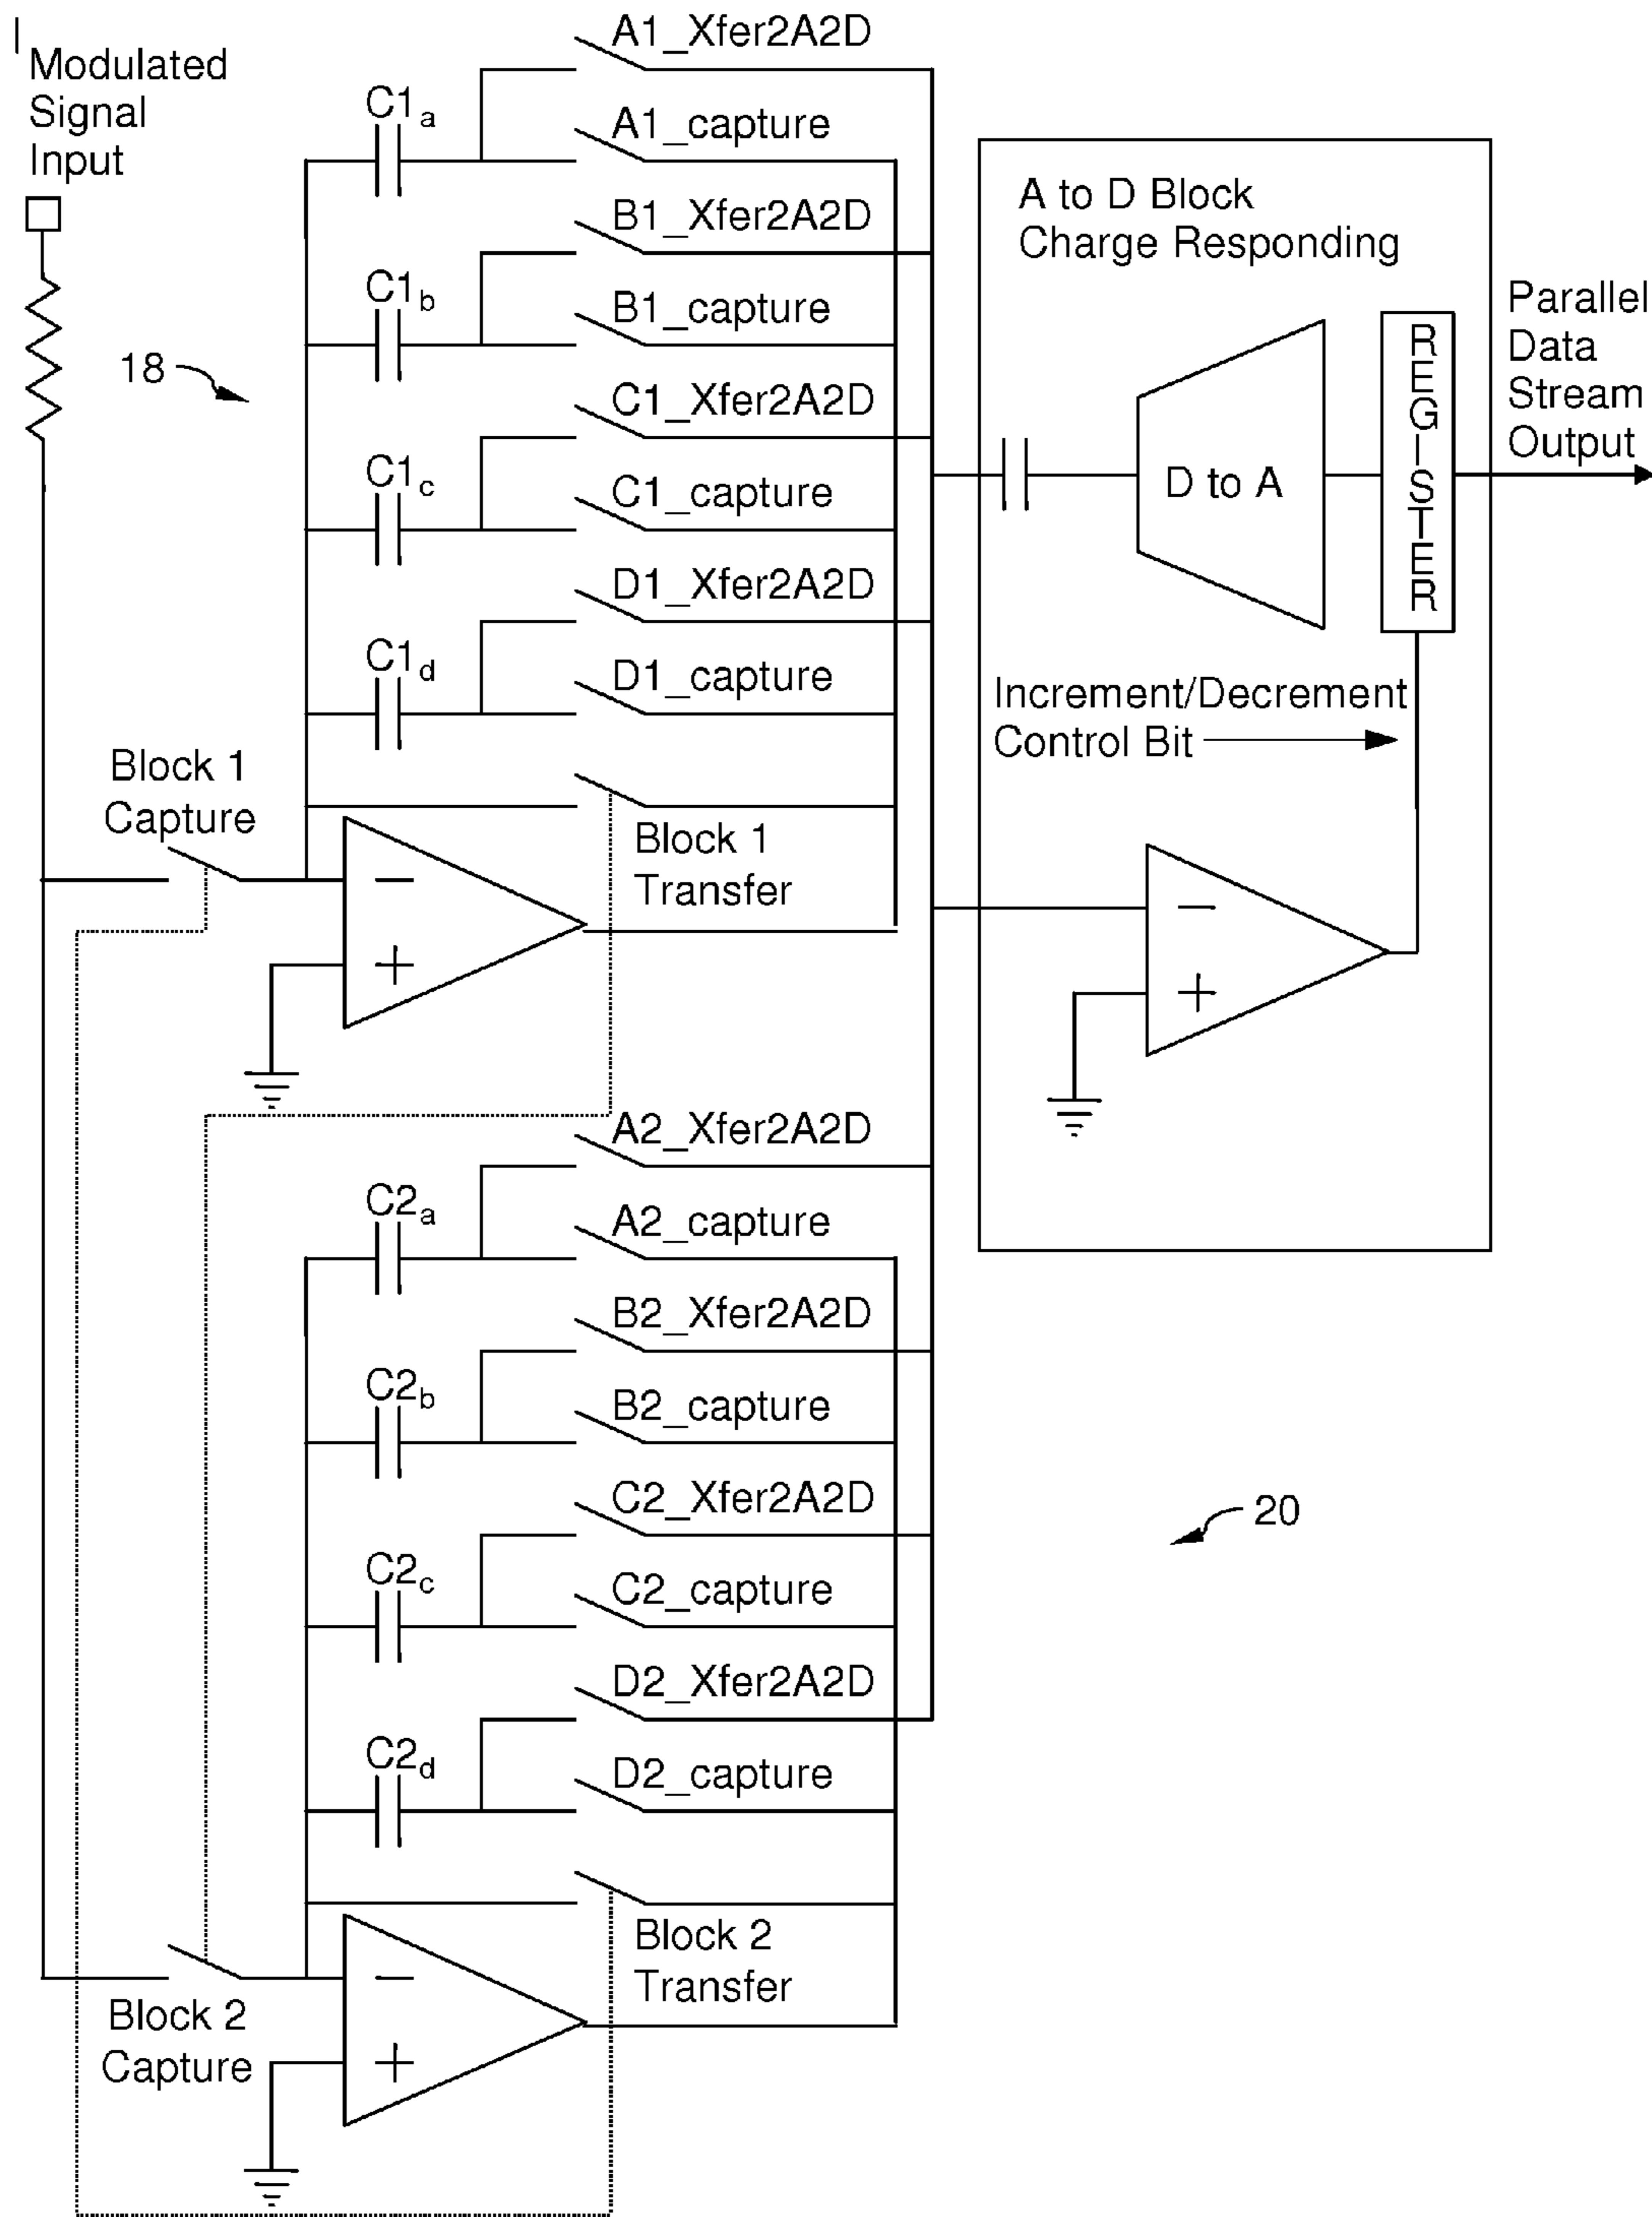 Modulated
Signal
Input
18
C1a
A1_Xfer2A2D
A1_capture
C1b
B1_Xfer2A2D
B1_capture
C1c
C1_Xfer2A2D
C1_capture
C1d
D1_Xfer2A2D
D1_capture
Block 1
Capture
Block 1
Transfer
−
+
A to D Block
Charge Responding
D to A
REGISTER
Parallel
Data
Stream
Output
Increment/Decrement
Control Bit
−
+
C2a
A2_Xfer2A2D
A2_capture
C2b
B2_Xfer2A2D
B2_capture
C2c
C2_Xfer2A2D
C2_capture
C2d
D2_Xfer2A2D
D2_capture
20
Block 2
Capture
Block 2
Transfer
−
+